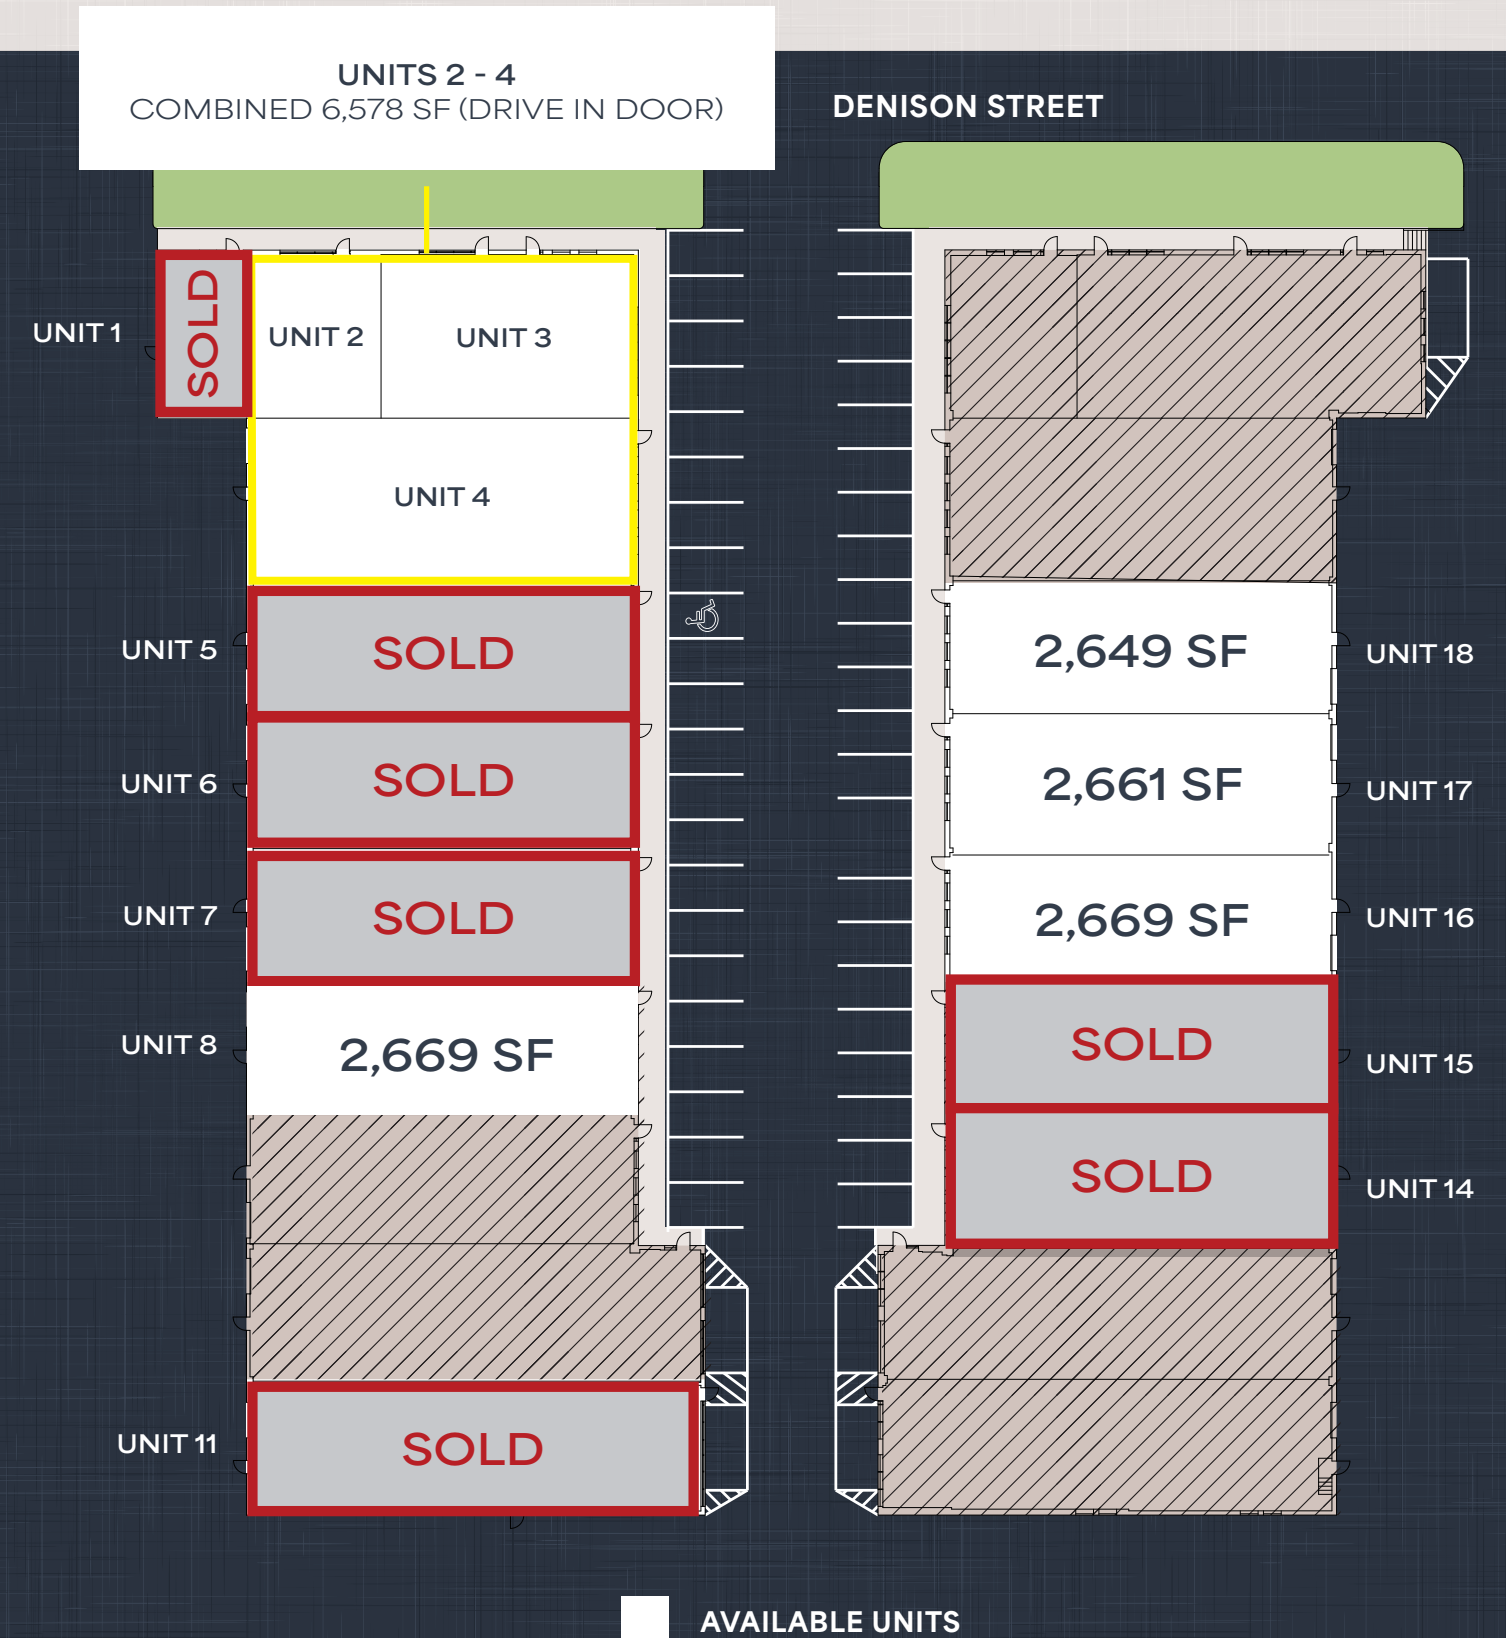 UNITS 2 - 4
COMBINED 6,578 SF (DRIVE IN DOOR)
DENISON STREET
UNIT 1
SOLD
UNIT 2
UNIT 3
UNIT 4
UNIT 5
SOLD
UNIT 6
SOLD
UNIT 7
SOLD
UNIT 8
2,669 SF
UNIT 11
SOLD
2,649 SF
UNIT 18
2,661 SF
UNIT 17
2,669 SF
UNIT 16
SOLD
UNIT 15
SOLD
UNIT 14
AVAILABLE UNITS